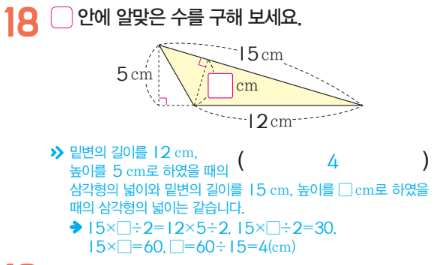 18 □ 안에 알맞은 수를 구해 보세요.
15 cm
5 cm
□ cm
12 cm
( 4 )
≫ 밑변의 길이를 12 cm,
높이를 5 cm로 하였을 때의
삼각형의 넓이와 밑변의 길이를 15 cm, 높이를 □ cm로 하였을
때의 삼각형의 넓이는 같습니다.
➔ 15×□÷2=12×5÷2, 15×□÷2=30,
15×□=60, □=60÷15=4(cm)